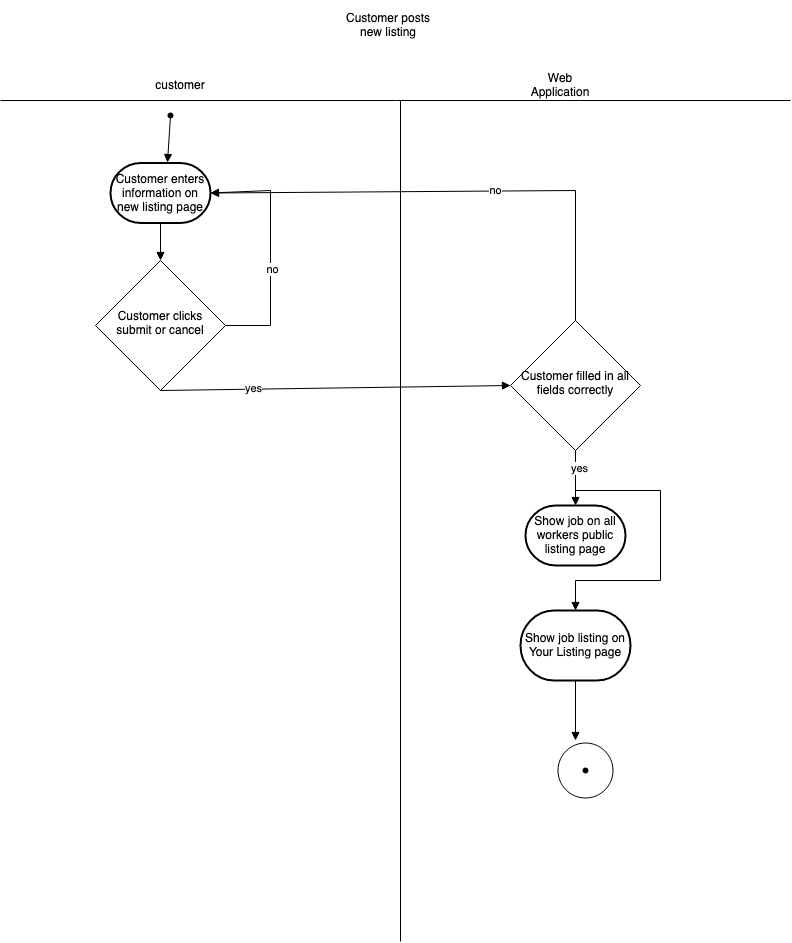 Customer posts
new listing
customer
Web
Application
Customer enters
information on
new listing page
no
no
Customer clicks
submit or cancel
yes
Customer filled in all
fields correctly
yes
Show job on all
workers public
listing page
Show job listing on
Your Listing page